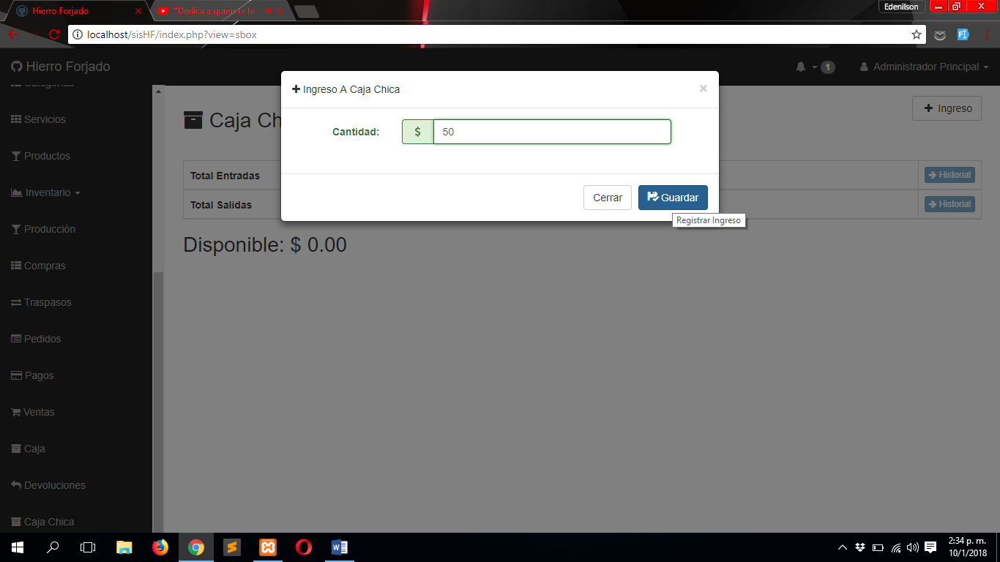 Hierro Forjado
"Dedica a quien te hi
Edenilson
localhost/sisHF/index.php?view=sbox
Hierro Forjado
1
Administrador Principal
Categorías
Servicios
Productos
Inventario
Producción
Compras
Traspasos
Pedidos
Pagos
Ventas
Caja
Devoluciones
Caja Chica
Caja Ch
Ingreso
Ingreso A Caja Chica
×
Cantidad:
$
50
Cerrar
Guardar
Registrar Ingreso
Total Entradas
Historial
Total Salidas
Historial
Disponible: $ 0.00
2:34 p. m.
10/1/2018